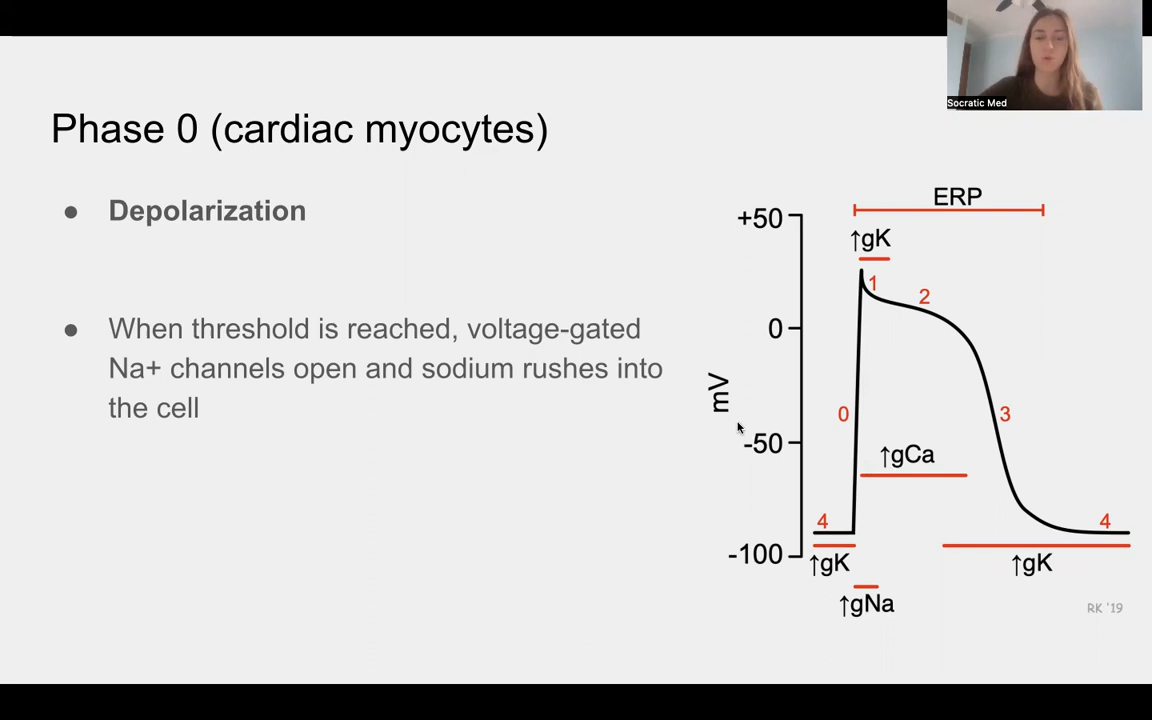 Socratic Med
Phase 0 (cardiac myocytes)
● Depolarization
● When threshold is reached, voltage-gated
Na+ channels open and sodium rushes into
the cell
ERP
+50
↑gK
1
2
0
mV
0
3
-50
↑gCa
4
4
-100
↑gK
↑gK
↑gNa
RK '19